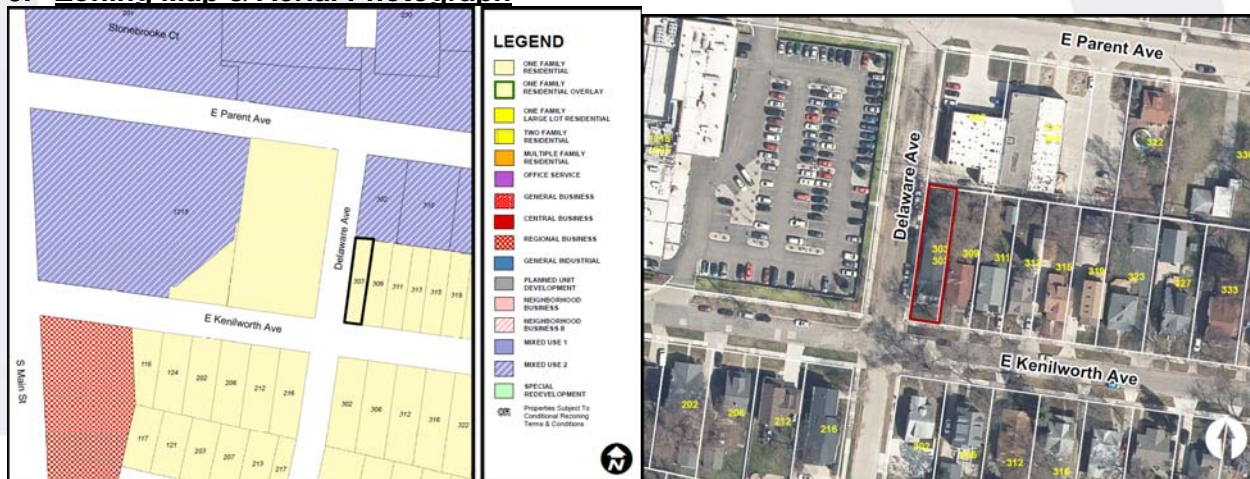 Zoning Map & Aerial Photograph
Stonebrooke Ct
E Parent Ave
Delaware Ave
1215
302
310
303
309
311
313
315
319
E Kenilworth Ave
S Main St
116
124
202
206
212
216
302
306
312
316
322
117
121
203
207
213
217
LEGEND
ONE FAMILY
RESIDENTIAL
ONE FAMILY
RESIDENTIAL OVERLAY
ONE FAMILY
LARGE LOT RESIDENTIAL
TWO FAMILY
RESIDENTIAL
MULTIPLE FAMILY
RESIDENTIAL
OFFICE SERVICE
GENERAL BUSINESS
CENTRAL BUSINESS
REGIONAL BUSINESS
GENERAL INDUSTRIAL
PLANNED UNIT
DEVELOPMENT
NEIGHBORHOOD
BUSINESS
NEIGHBORHOOD
BUSINESS B
MIXED USE 1
MIXED USE 2
SPECIAL
REDEVELOPMENT
CR
Properties Subject To
Conditional Rezoning
Terms & Conditions
N
E Parent Ave
Delaware Ave
322
330
303
309
311
313
315
319
323
327
333
E Kenilworth Ave
202
206
212
216
302
306
312
316